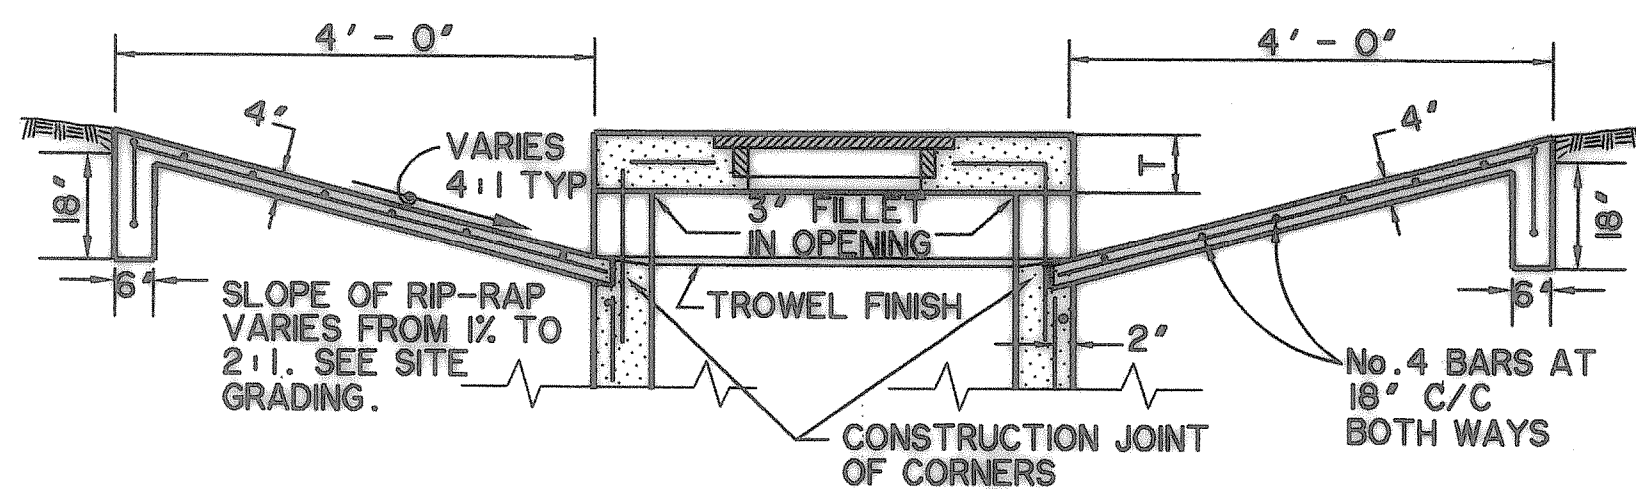 4' - 0"
4' - 0"
4"
4"
VARIES
4:1 TYP
T
18"
18"
3" FILLET
IN OPENING
6"
6"
SLOPE OF RIP-RAP
VARIES FROM 1% TO
2:1. SEE SITE
GRADING.
TROWEL FINISH
2"
No. 4 BARS AT
18" C/C
BOTH WAYS
CONSTRUCTION JOINT
OF CORNERS